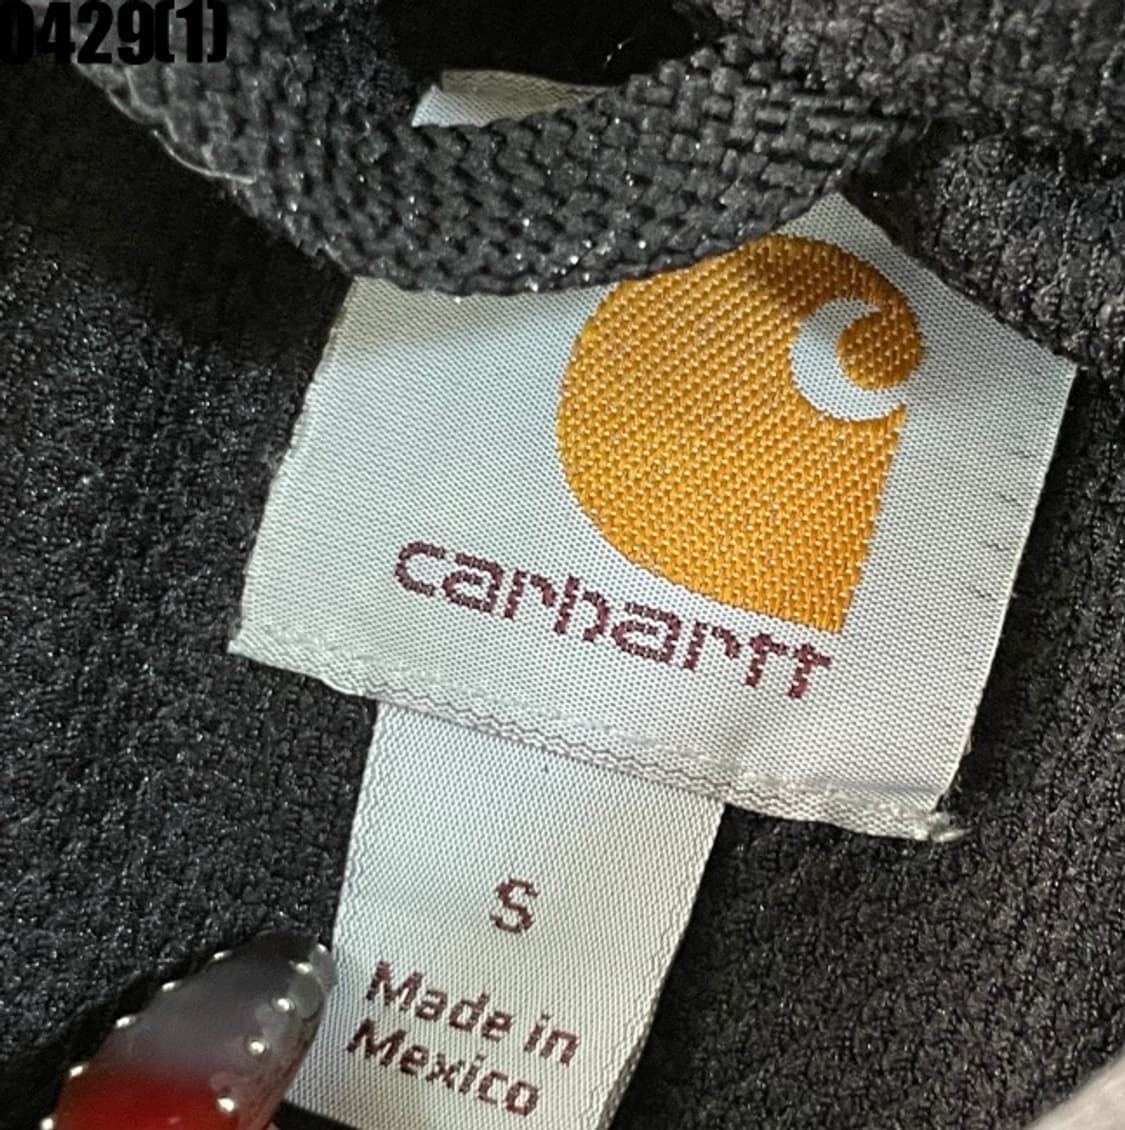 0429(1)
carhartt
S
Made in
Mexico